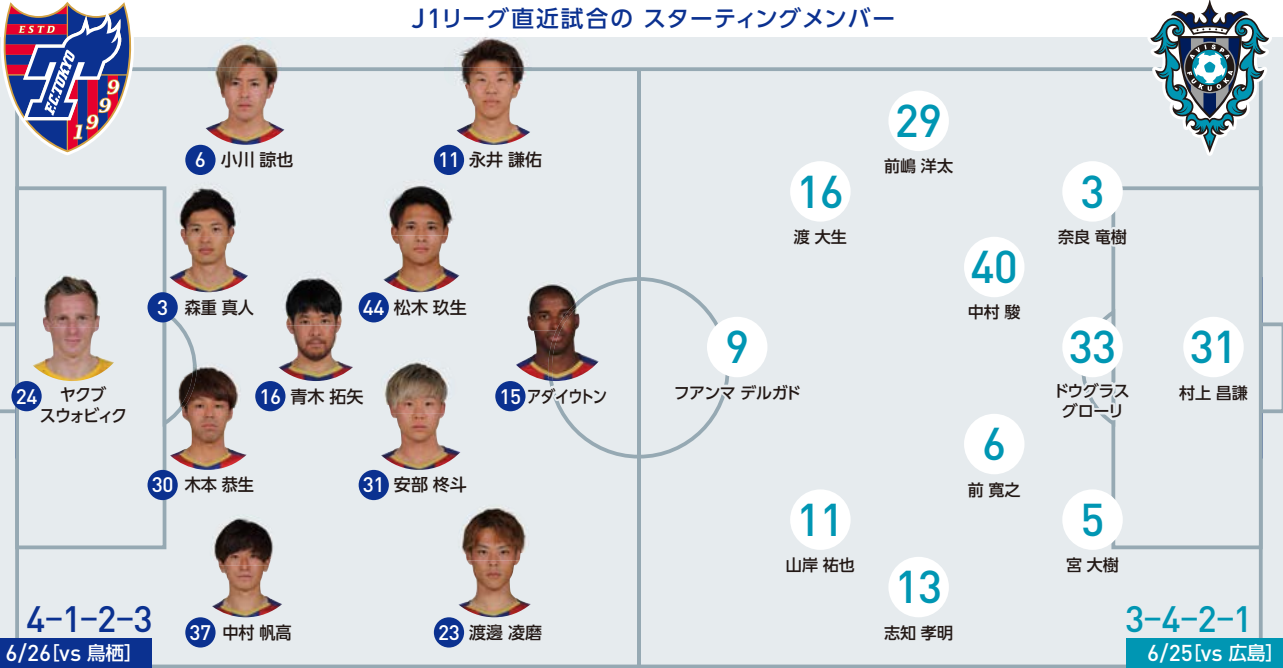 J1リーグ直近試合の スターティングメンバー
ESTD
F.C.TOKYO
1999
AVISPA
FUKUOKA
6 小川 諒也
11 永井 謙佑
3 森重 真人
44 松木 玖生
24 ヤクブ
スウォビィク
16 青木 拓矢
15 アダイウトン
30 木本 恭生
31 安部 柊斗
37 中村 帆高
23 渡邊 凌磨
4-1-2-3
6/26[vs 鳥栖]
29
前嶋 洋太
16
渡 大生
3
奈良 竜樹
40
中村 駿
9
フアンマ デルガド
33
ドウグラス
グローリ
31
村上 昌謙
6
前 寛之
11
山岸 祐也
5
宮 大樹
13
志知 孝明
3-4-2-1
6/25[vs 広島]